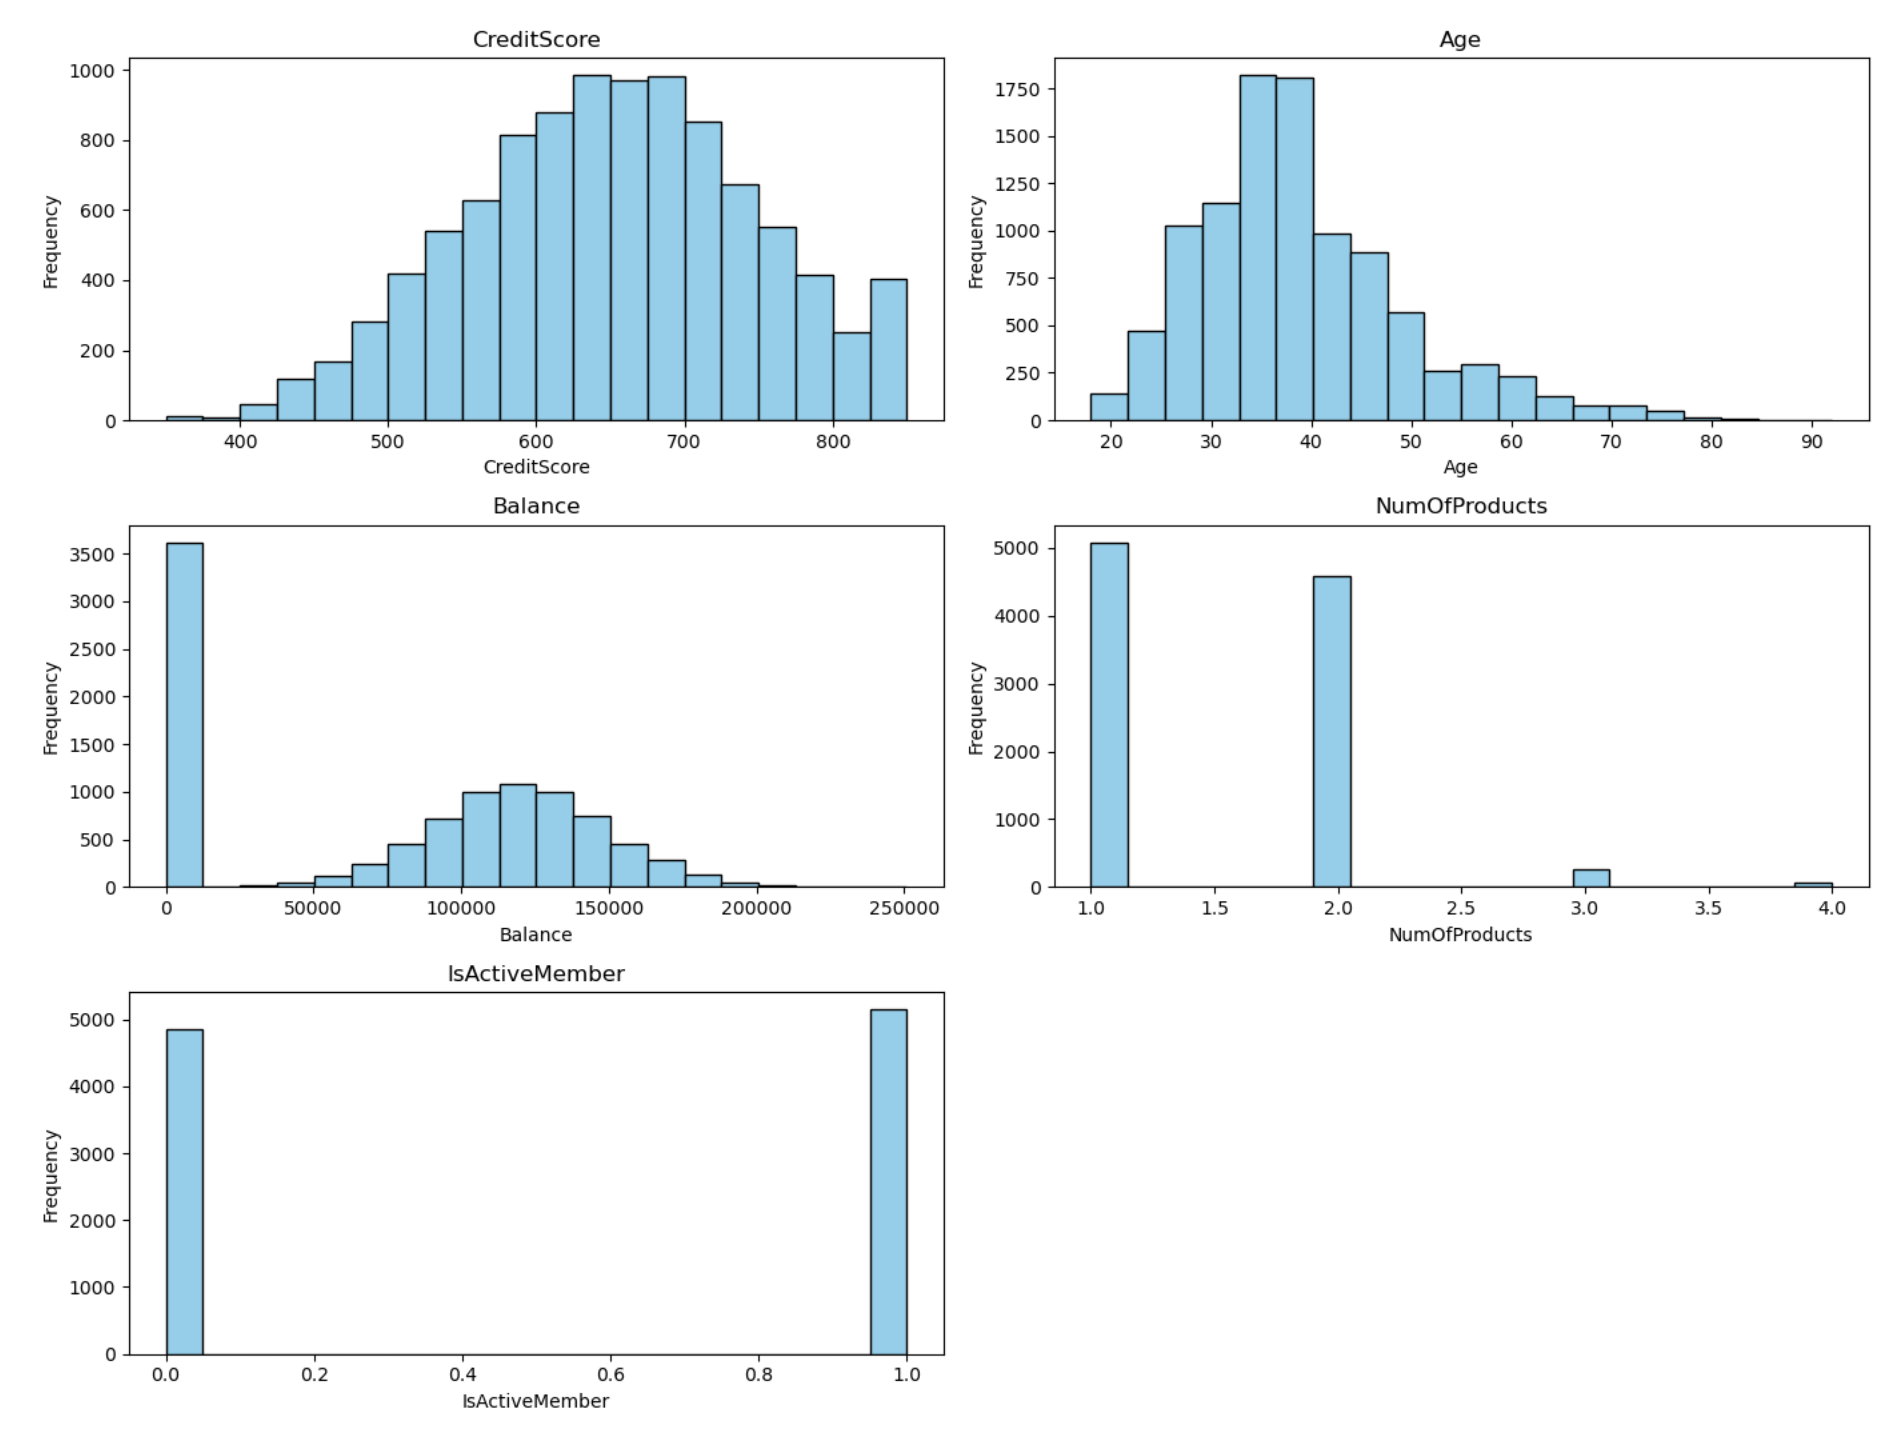 CreditScore
1000
800
600
400
200
0
Frequency
400 500 600 700 800
CreditScore
Age
1750
1500
1250
1000
750
500
250
0
Frequency
20 30 40 50 60 70 80 90
Age
Balance
3500
3000
2500
2000
1500
1000
500
0
Frequency
0 50000 100000 150000 200000 250000
Balance
NumOfProducts
5000
4000
3000
2000
1000
0
Frequency
1.0 1.5 2.0 2.5 3.0 3.5 4.0
NumOfProducts
IsActiveMember
5000
4000
3000
2000
1000
0
Frequency
0.0 0.2 0.4 0.6 0.8 1.0
IsActiveMember